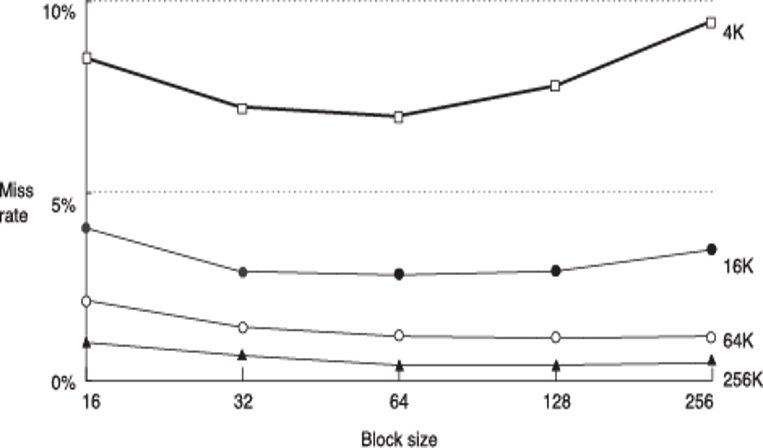 10%
4K
Miss
rate
5%
16K
64K
0%
256K
16 32 64 128 256
Block size